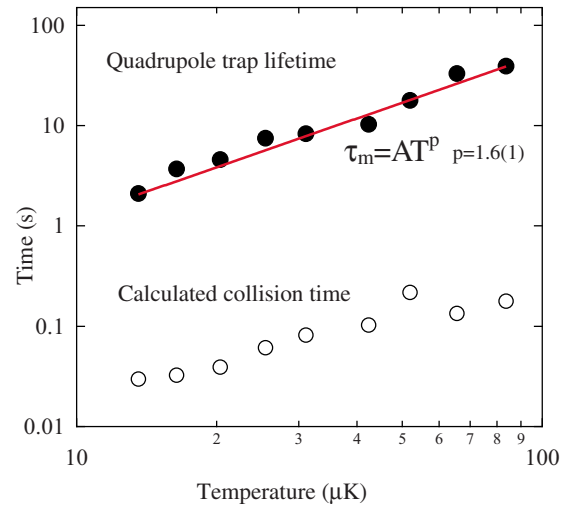 100
Quadrupole trap lifetime
10
τₘ=ATᵖ p=1.6(1)
1
Time (s)
Calculated collision time
0.1
0.01
2 3 4 5 6 7 8 9
10 100
Temperature (μK)